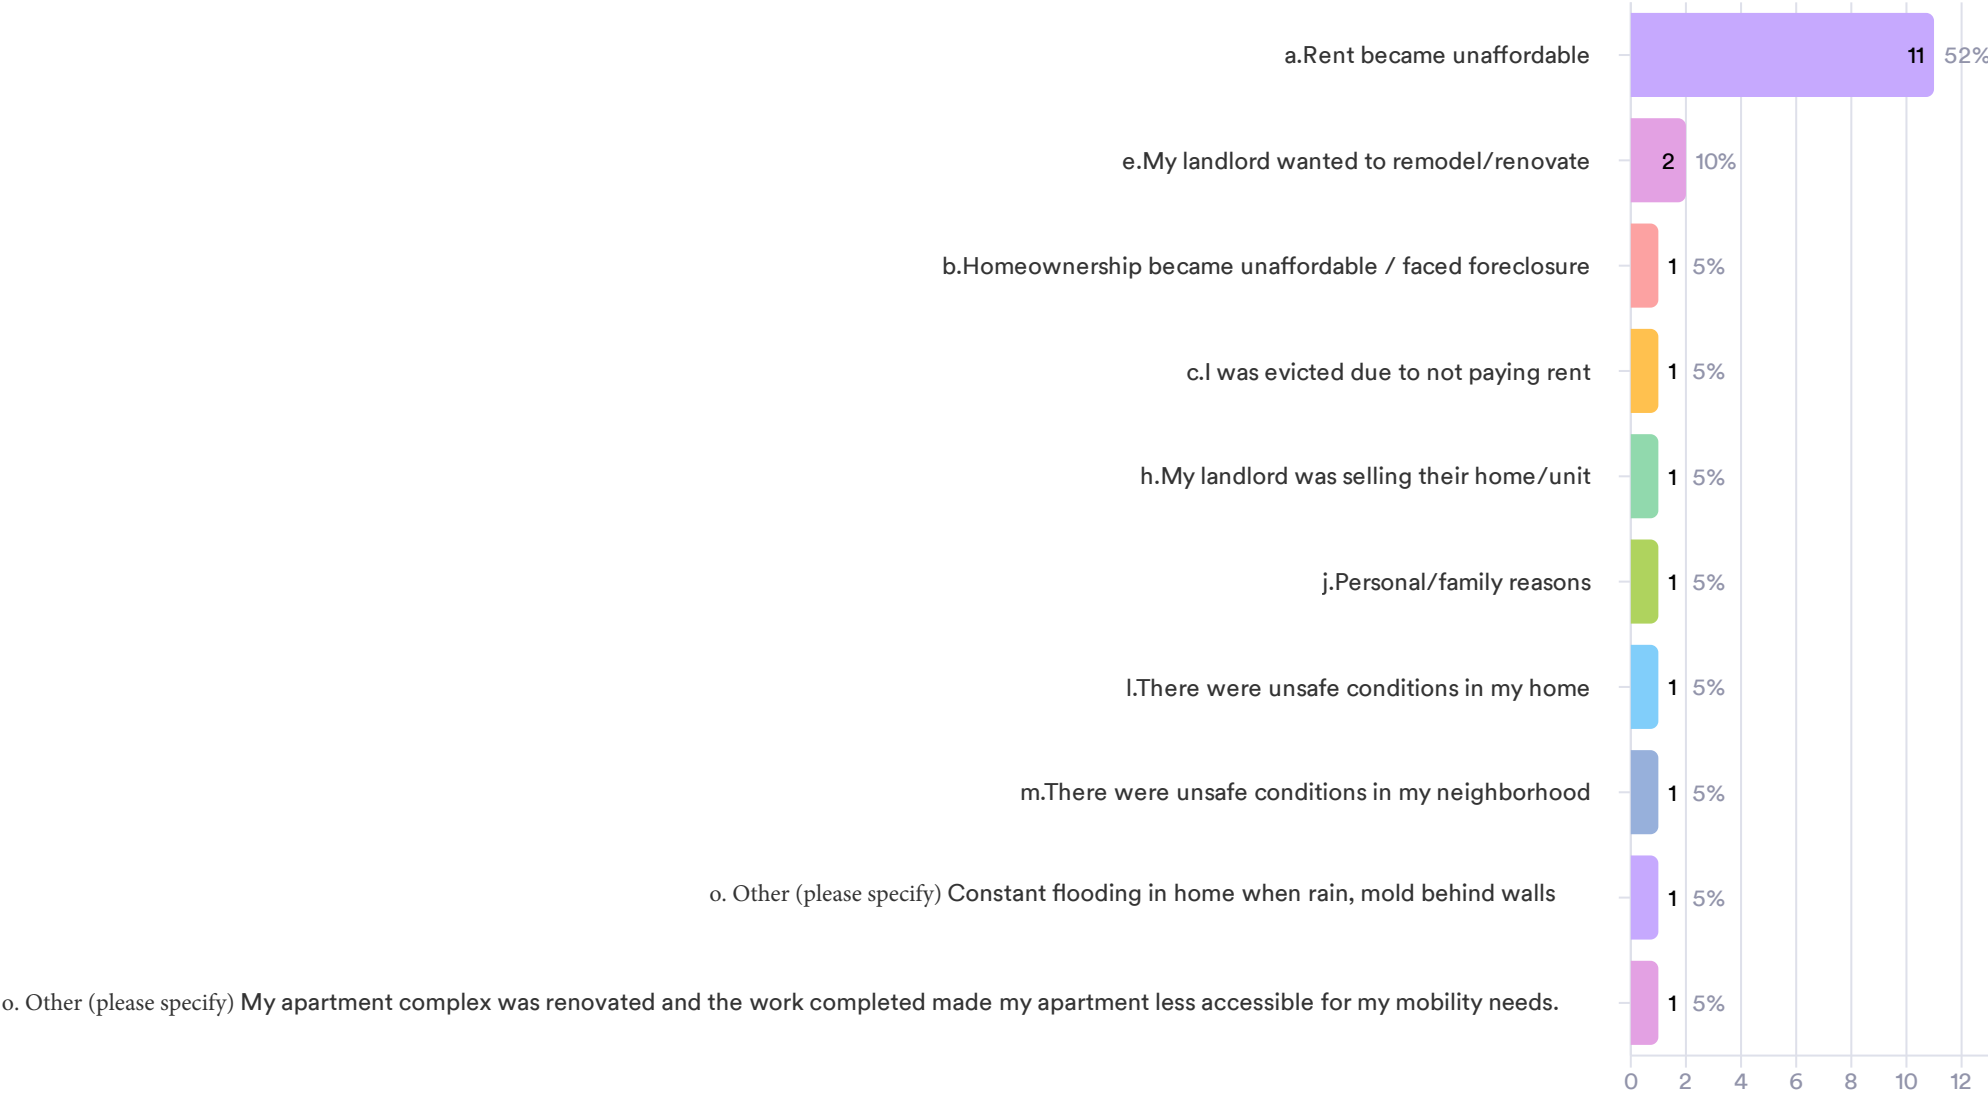 a.Rent became unaffordable 11 52%
e.My landlord wanted to remodel/renovate 2 10%
b.Homeownership became unaffordable / faced foreclosure 1 5%
c.I was evicted due to not paying rent 1 5%
h.My landlord was selling their home/unit 1 5%
j.Personal/family reasons 1 5%
l.There were unsafe conditions in my home 1 5%
m.There were unsafe conditions in my neighborhood 1 5%
o. Other (please specify) Constant flooding in home when rain, mold behind walls 1 5%
o. Other (please specify) My apartment complex was renovated and the work completed made my apartment less accessible for my mobility needs. 1 5%
0 2 4 6 8 10 12